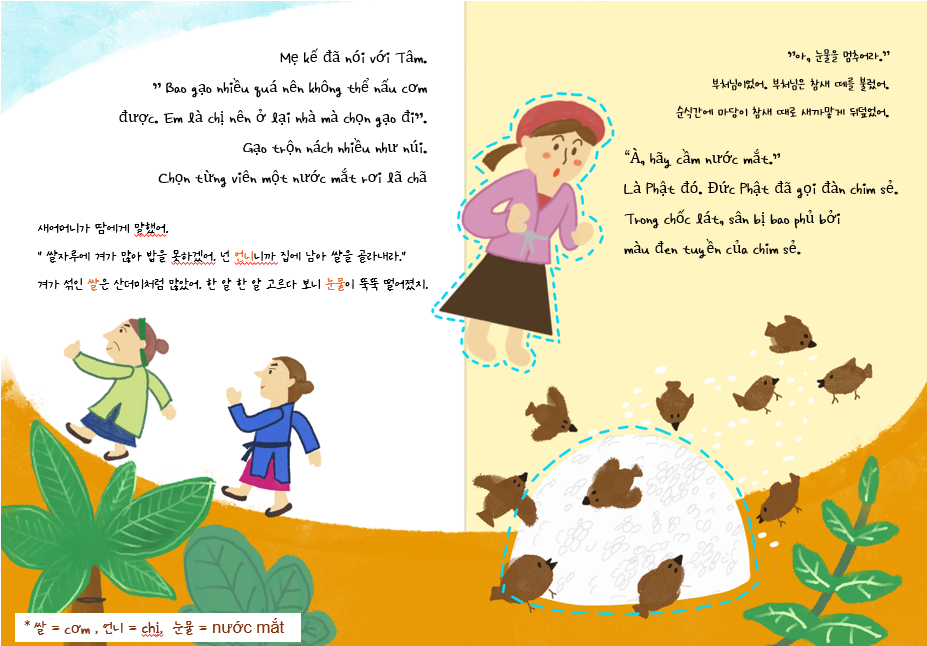 Mẹ kế đã nói với Tâm.
” Bao gạo nhiều quá nên không thể nấu cơm
được. Em là chị nên ở lại nhà mà chọn gạo đi”.
Gạo trộn nách nhiều như núi.
Chọn từng viên một nước mắt rơi lã chã
새어머니가 땀에게 말했어.
" 쌀자루에 겨가 많아 밥을 못하겠어. 넌 언니니까 집에 남아 쌀을 골라내라."
겨가 섞인 쌀은 산더미처럼 많았어. 한 알 한 알 고르다 보니 눈물이 뚝뚝 떨어졌지.
* 쌀 = cơm , 언니 = chị, 눈물 = nước mắt
”아, 눈물을 멈추어라.”
부처님이었어. 부처님은 참새 떼를 불렀어.
순식간에 마당이 참새 떼로 새까맣게 뒤덮었어.
“À, hãy cầm nước mắt.”
Là Phật đó. Đức Phật đã gọi đàn chim sẻ.
Trong chốc lát, sân bị bao phủ bởi
màu đen tuyền của chim sẻ.